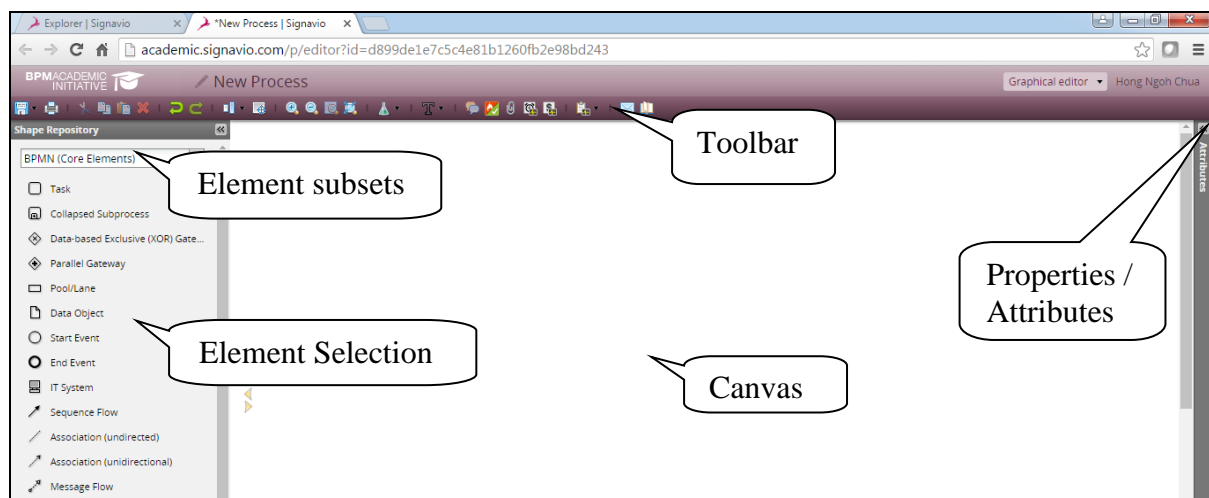 Explorer | Signavio
*New Process | Signavio
academic.signavio.com/p/editor?id=d899de1e7c5c4e81b1260fb2e98bd243
BPMACADEMIC
INITIATIVE
New Process
Graphical editor
Hong Ngoh Chua
Shape Repository
Attributes
BPMN (Core Elements)
Task
Collapsed Subprocess
Data-based Exclusive (XOR) Gate...
Parallel Gateway
Pool/Lane
Data Object
Start Event
End Event
IT System
Sequence Flow
Association (undirected)
Association (unidirectional)
Message Flow
Element subsets
Toolbar
Properties /
Attributes
Element Selection
Canvas